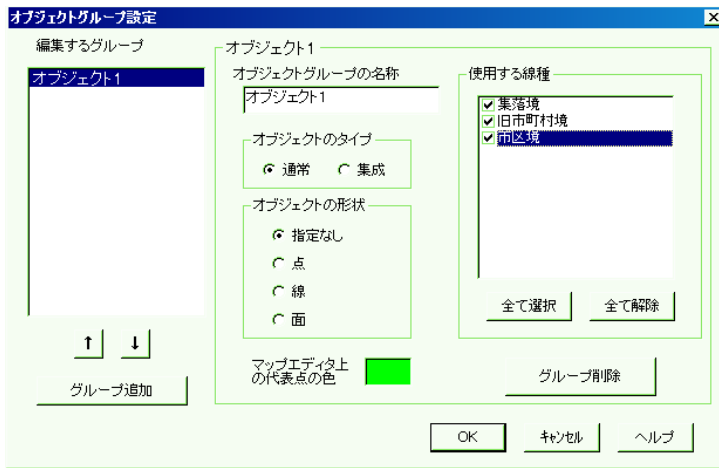 オブジェクトグループ設定
編集するグループ
オブジェクト1
↑ ↓
グループ追加
オブジェクト1
オブジェクトグループの名称
オブジェクト1
オブジェクトのタイプ
通常 集成
オブジェクトの形状
指定なし
点
線
面
マップエディタ上
の代表点の色
使用する線種
集落境
旧市町村境
市区境
全て選択 全て解除
グループ削除
OK キャンセル ヘルプ